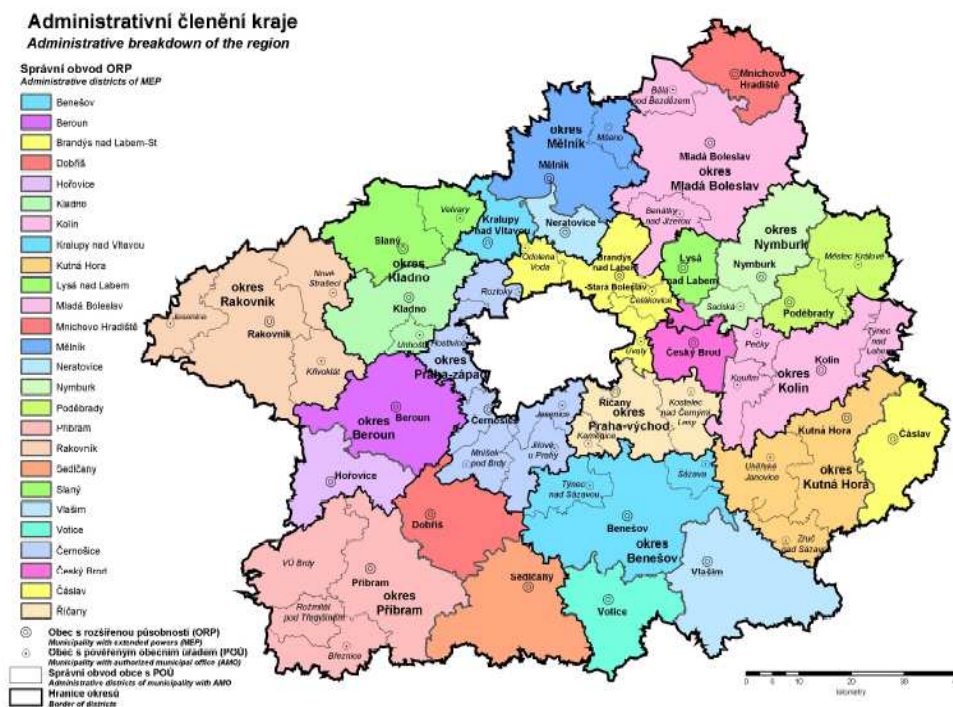 Administrativní členění kraje
Administrative breakdown of the region
Správní obvod ORP
Administrative districts of MEP
Benešov
Beroun
Brandýs nad Labem-St
Dobříš
Hořovice
Kladno
Kolín
Kralupy nad Vltavou
Kutná Hora
Lysá nad Labem
Mladá Boleslav
Mnichovo Hradiště
Mělník
Neratovice
Nymburk
Poděbrady
Příbram
Rakovník
Sedlčany
Slaný
Vlašim
Votice
Černošice
Český Brod
Čáslav
Říčany
Obec s rozšířenou působností (ORP)
Municipality with extended powers (MEP)
Obec s pověřeným obecním úřadem (POÚ)
Municipality with authorized municipal office (AMO)
Správní obvod obce s POÚ
Administrative districts of municipality with AMO
Hranice okresů
Border of districts
Mnichovo
Hradiště
Bělá
pod Bezdězem
okres
Mělník
Mšeno
Mělník
Mladá Boleslav
okres
Mladá Boleslav
Benátky
nad Jizerou
Velvary
Slaný
okres
Kladno
Kladno
Unhošť
Kralupy
nad Vltavou
Neratovice
Odolena
Voda
Brandýs
nad Labem
-Stará Boleslav
Čelákovice
Úvaly
Lysá
nad Labem
okres
Nymburk
Nymburk
Sadská
Městec Králové
Poděbrady
Nové
Strašecí
okres
Rakovník
Jesenice
Rakovník
Křivoklát
Roztoky
Hostivice
okres
Praha-západ
Český Brod
Pečky
Týnec
nad Labem
Kolín
Kouřim
okres
Kolín
Beroun
okres
Beroun
Hořovice
Černošice
Jesenice
Mníšek
pod Brdy
Jílové
u Prahy
Říčany
okres
Praha-východ
Kostelec
nad Černými
Lesy
Kamenice
Kutná Hora
Čáslav
Uhlířské
Janovice
okres
Kutná Hora
Zruč
nad Sázavou
Sázava
Týnec
nad Sázavou
Benešov
okres
Benešov
Vlašim
Votice
Dobříš
Sedlčany
VÚ Brdy
Příbram
okres
Příbram
Rožmitál
pod Třemšínem
Březnice
0 10 20 30
kilometry